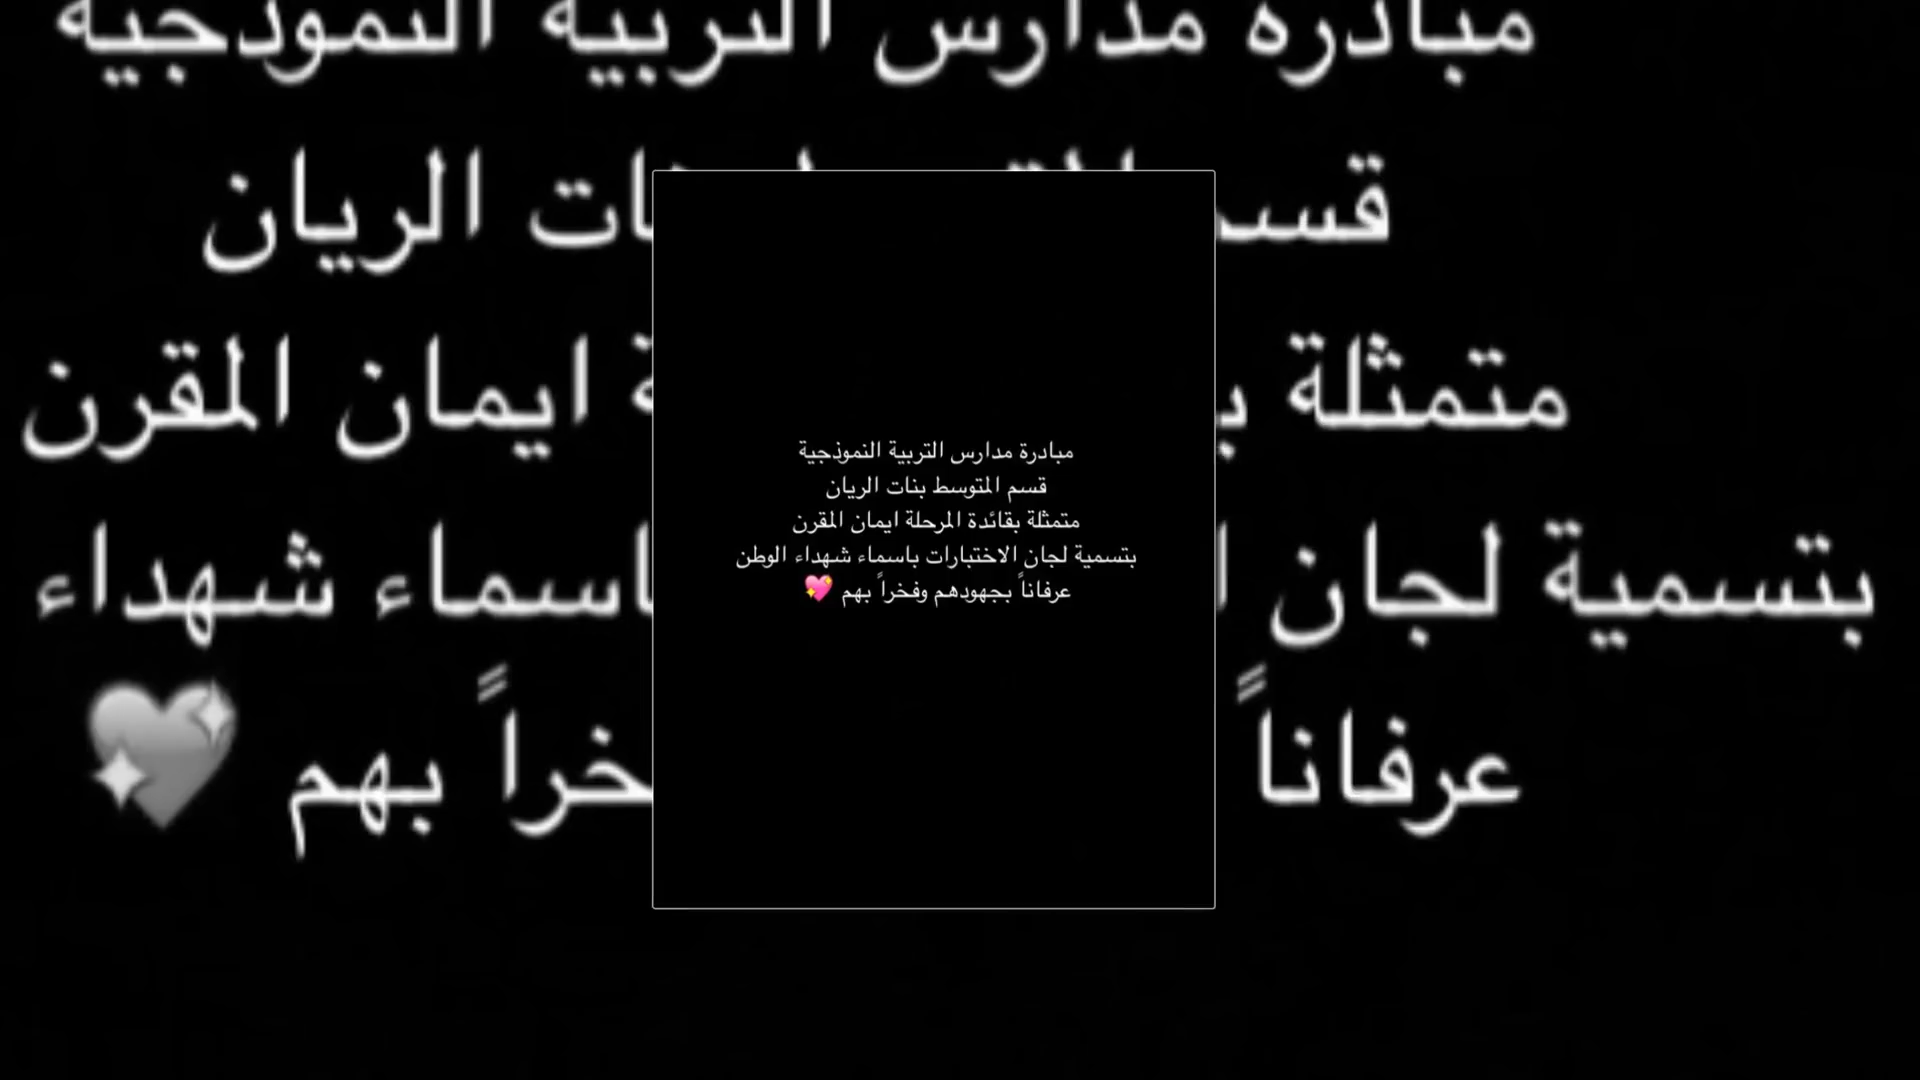 مبادرة مدارس التربية النموذجية
قسم المتوسط بنات الريان
متمثلة بقائدة المرحلة ايمان المقرن
بتسمية لجان الاختبارات باسماء شهداء الوطن
عرفاناً بجهودهم وفخراً بهم 💖